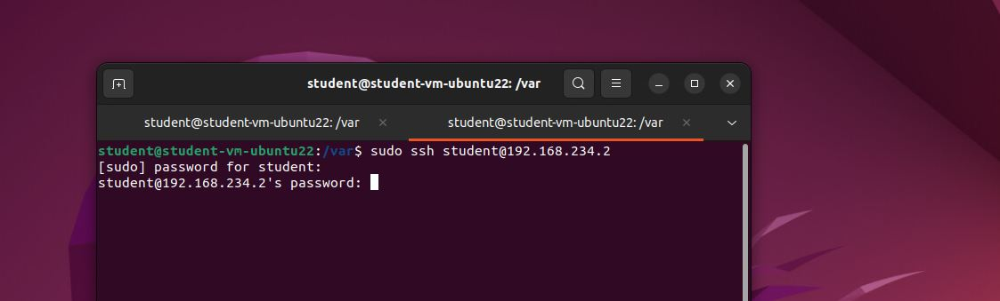 student@student-vm-ubuntu22: /var
student@student-vm-ubuntu22: /var
student@student-vm-ubuntu22: /var
student@student-vm-ubuntu22:/var$ sudo ssh student@192.168.234.2
[sudo] password for student:
student@192.168.234.2's password: